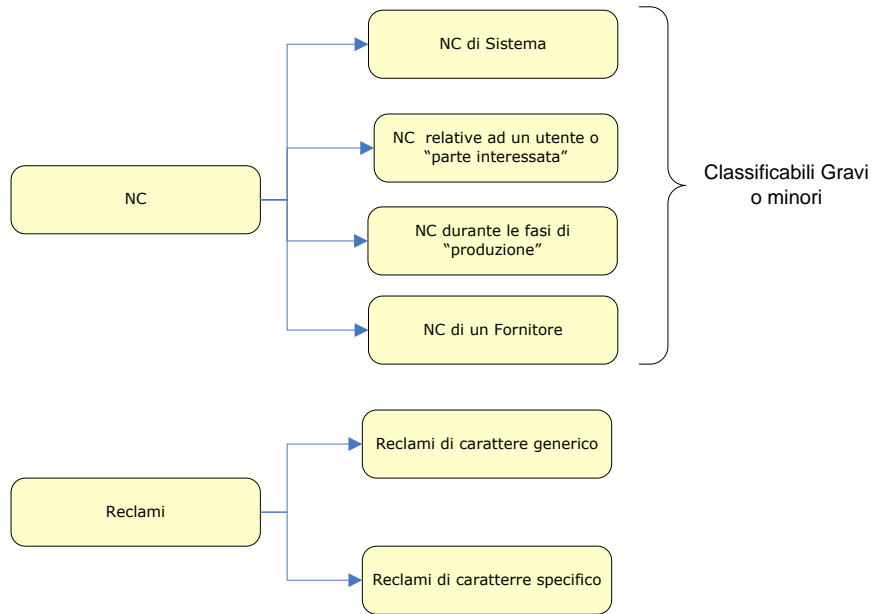 NC di Sistema
NC relative ad un utente o
“parte interessata”
Classificabili Gravi
o minori
NC
NC durante le fasi di
“produzione”
NC di un Fornitore
Reclami di carattere generico
Reclami
Reclami di caratterre specifico